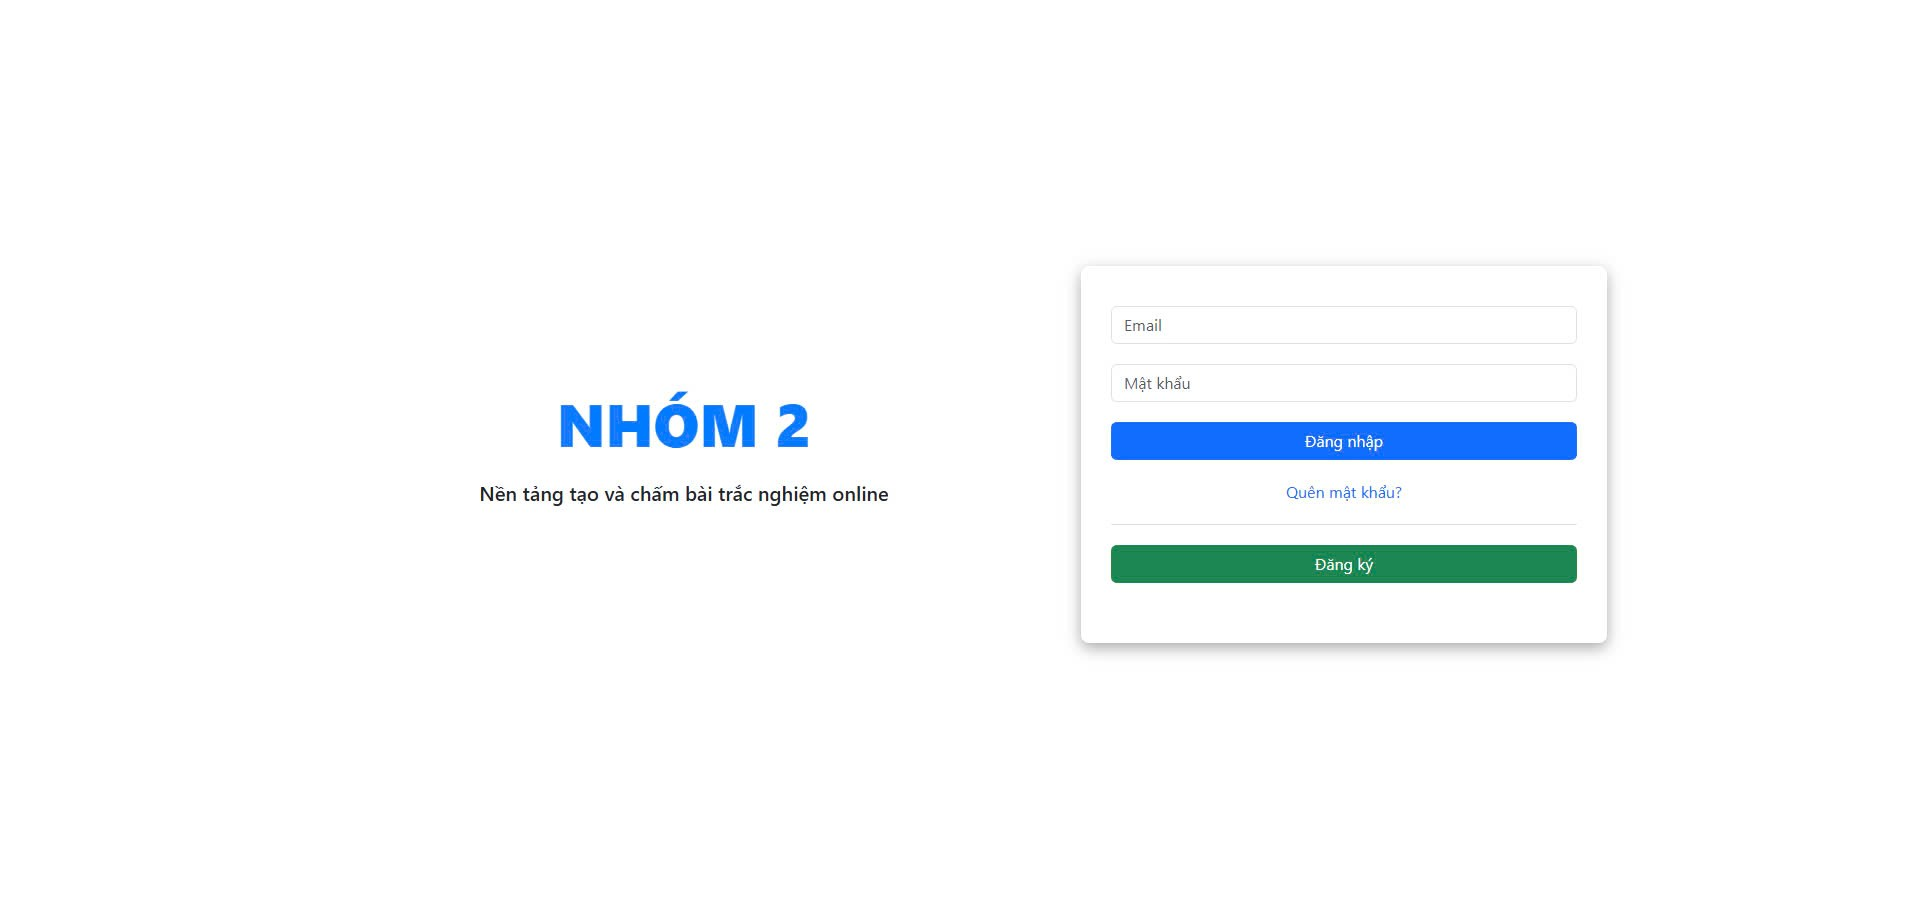 NHÓM 2
Nền tảng tạo và chấm bài trắc nghiệm online
Email
Mật khẩu
Đăng nhập
Quên mật khẩu?
Đăng ký